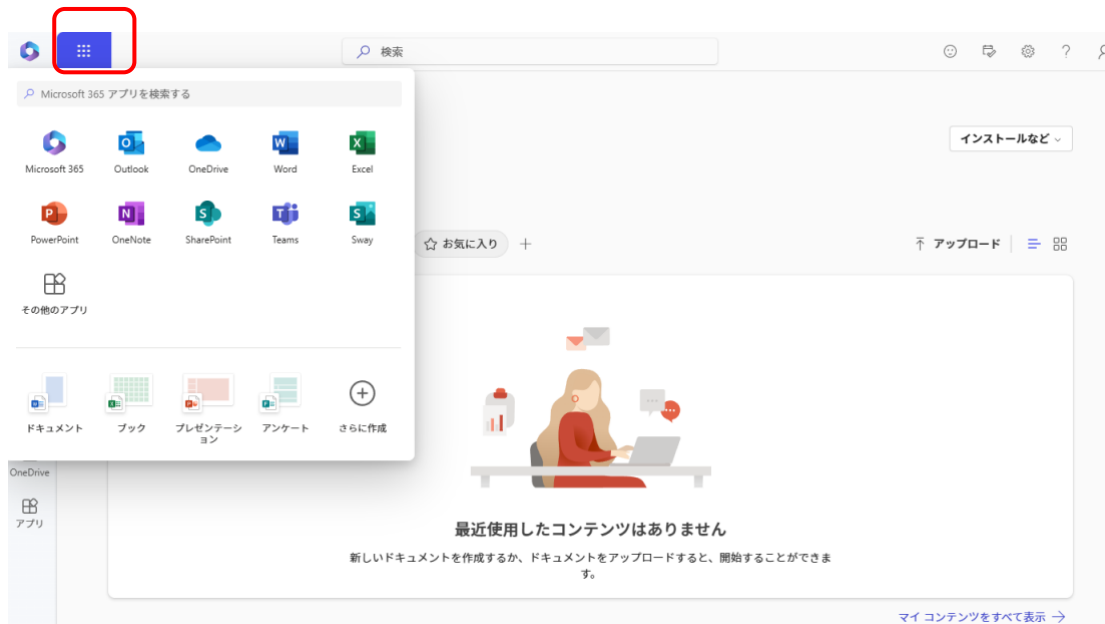 検索
Microsoft 365 アプリを検索する
Microsoft 365
Outlook
OneDrive
Word
Excel
PowerPoint
OneNote
SharePoint
Teams
Sway
その他のアプリ
ドキュメント
ブック
プレゼンテーシ
ョン
アンケート
さらに作成
インストールなど
お気に入り
アップロード
OneDrive
アプリ
最近使用したコンテンツはありません
新しいドキュメントを作成するか、ドキュメントをアップロードすると、開始することができま
す。
マイ コンテンツをすべて表示 →